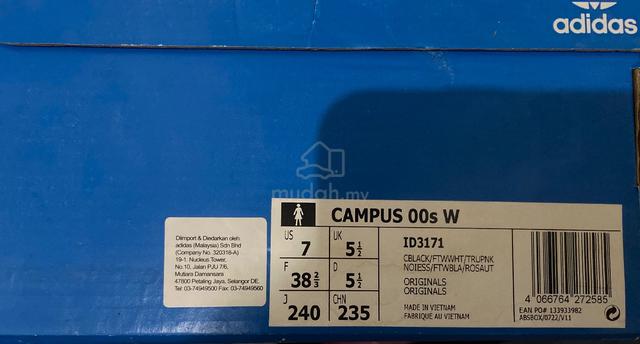 adidas
mudah.my
CAMPUS 00s W
US 7
UK 5 1/2
F 38 2/3
D 5 1/2
J 240
CHN 235
ID3171
CBLACK/FTWWHT/TRUPNK
NOIESS/FTWBLA/ROSAUT
ORIGINALS
ORIGINALS
MADE IN VIETNAM
FABRIQUE AU VIETNAM
4 066764 272585
EAN PO# 133933982
ABSBOX/0722/V11
Diimport & Diedarkan oleh:
adidas (Malaysia) Sdn Bhd
(Company No. 320318-A)
19-1. Nucleus Tower,
No.10, Jalan PJU 7/6,
Mutiara Damansara
47800 Petaling Jaya, Selangor DE.
Tel: 03-74949500 Fax: 03-74949560